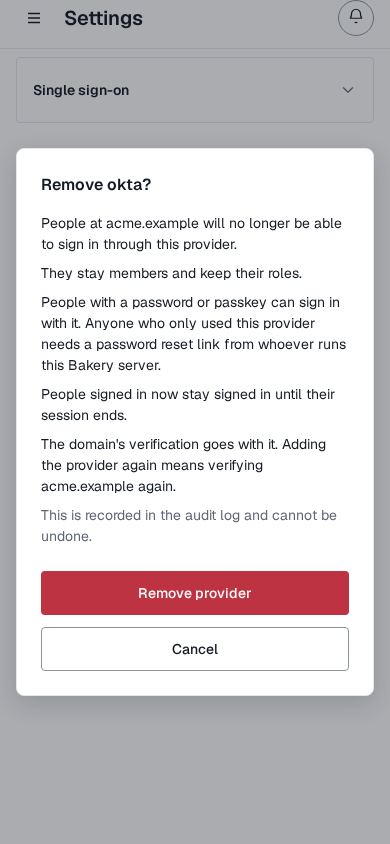 Settings
Single sign-on
Remove okta?
People at acme.example will no longer be able
to sign in through this provider.
They stay members and keep their roles.
People with a password or passkey can sign in
with it. Anyone who only used this provider
needs a password reset link from whoever runs
this Bakery server.
People signed in now stay signed in until their
session ends.
The domain's verification goes with it. Adding
the provider again means verifying
acme.example again.
This is recorded in the audit log and cannot be
undone.
Remove provider
Cancel